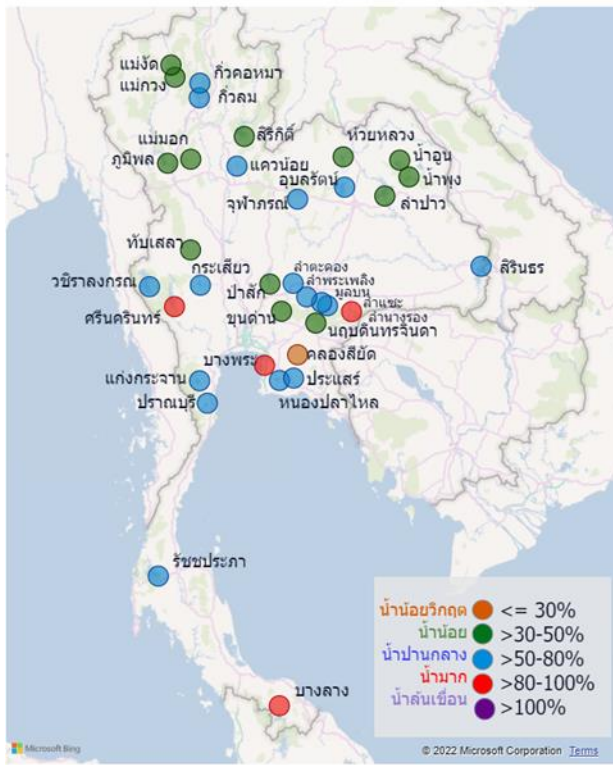 แม่งัด
แม่กวง
กิ่วคอหมา
กิ่วลม
แม่มอก
สิริกิติ์
ห้วยหลวง
ภูมิพล
แควน้อย
น้ำอูน
อุบลรัตน์
น้ำพุง
จุฬาภรณ์
ลำปาว
ทับเสลา
วชิราลงกรณ
กระเสียว
ลำตะคอง
สิรินธร
ป่าสัก
ลำพระเพลิง
มูลบน
ศรีนครินทร์
ขุนด่าน
ลำแชะ
ลำนางรอง
นฤบดินทรจินดา
บางพระ
คลองสียัด
แก่งกระจาน
ประแสร์
ปราณบุรี
หนองปลาไหล
รัชชประภา
บางลาง
น้ำน้อยวิกฤต <= 30%
น้ำน้อย >30-50%
น้ำปานกลาง >50-80%
น้ำมาก >80-100%
น้ำล้นเขื่อน >100%
Microsoft Bing
© 2022 Microsoft Corporation Terms